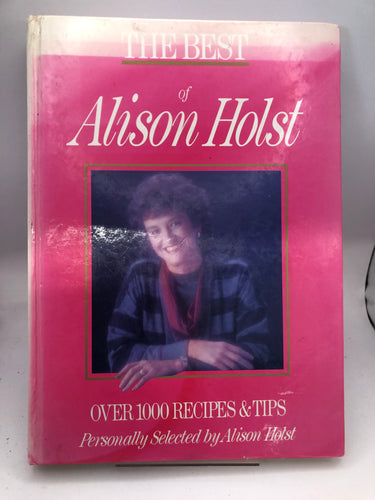 THE BEST
of
Alison Holst
OVER 1000 RECIPES & TIPS
Personally Selected by Alison Holst